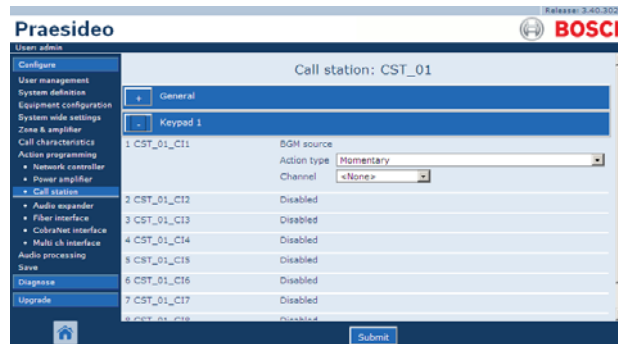 Release: 3.40.302
Praesideo
BOSCH
User: admin
Configure
User management
System definition
Equipment configuration
System wide settings
Zone & amplifier
Call characteristics
Action programming
• Network controller
• Power amplifier
• Call station
• Audio expander
• Fiber interface
• CobraNet interface
• Multi ch interface
Audio processing
Save
Diagnose
Upgrade
Call station: CST_01
+ General
- Keypad 1
1 CST_01_CI1 BGM source
Action type Momentary
Channel <None>
2 CST_01_CI2 Disabled
3 CST_01_CI3 Disabled
4 CST_01_CI4 Disabled
5 CST_01_CI5 Disabled
6 CST_01_CI6 Disabled
7 CST_01_CI7 Disabled
8 CST_01_CI8 Disabled
Submit